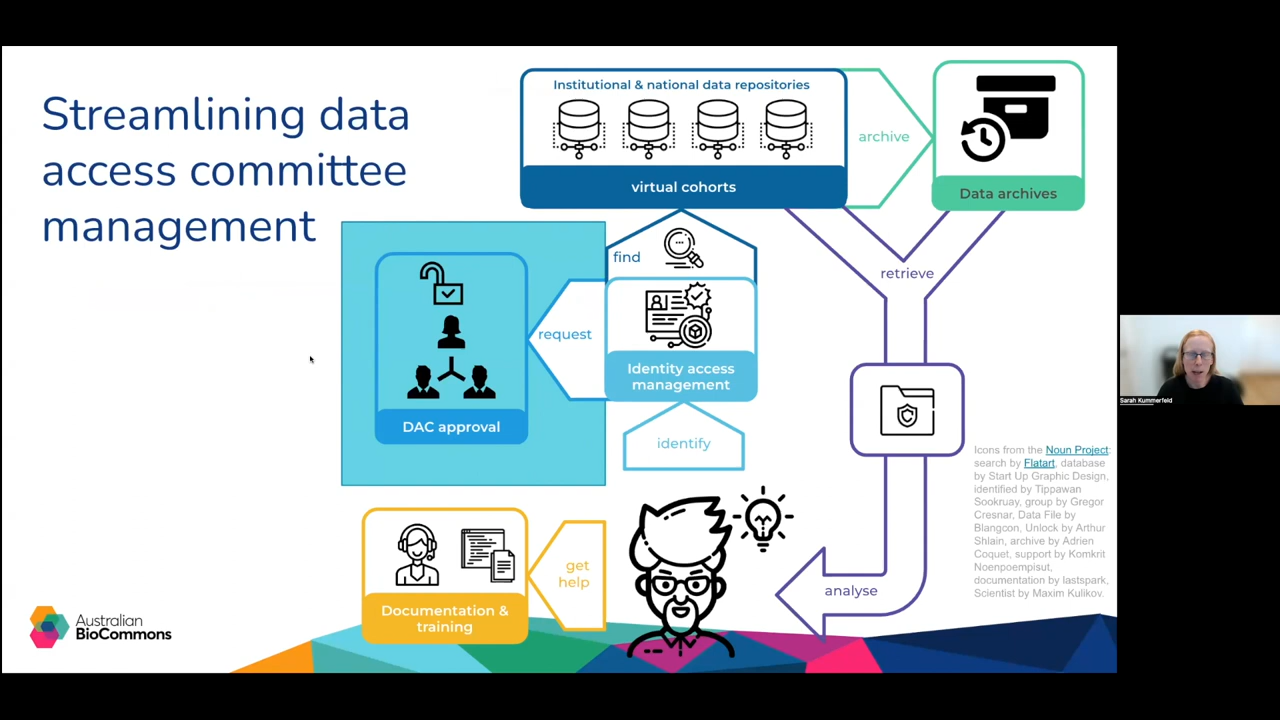 Streamlining data
access committee
management
Institutional & national data repositories
virtual cohorts
archive
Data archives
find
retrieve
request
Identity access
management
DAC approval
identify
Icons from the Noun Project:
search by Flatart, database
by Start Up Graphic Design,
identified by Tippawan
Sookruay, group by Gregor
Cresnar, Data File by
Blangcon, Unlock by Arthur
Shlain, archive by Adrien
Coquet, support by Komkrit
Noenpoempisut,
documentation by lastspark,
Scientist by Maxim Kulikov.
get
help
analyse
Documentation &
training
Australian
BioCommons
Sarah Kummerfeld